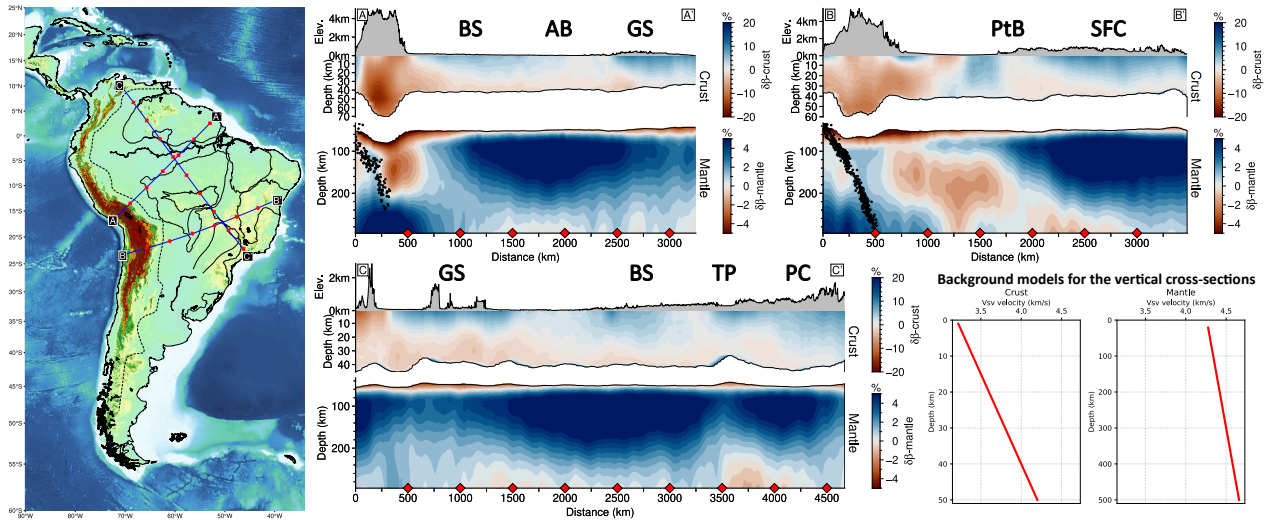 25°N
20°N
15°N
10°N
5°N
0°
5°S
10°S
15°S
20°S
25°S
30°S
35°S
40°S
45°S
50°S
55°S
60°S
90°W 80°W 70°W 60°W 50°W 40°W
C
A'
B'
A
B
C'
A BS AB GS A'
Elev.
4km
2km
0km
Depth (km)
10
20
30
40
50
60
70
Crust
%
20
10
0
−10
−20
δβ-crust
Depth (km)
100
200
Mantle
%
4
2
0
−2
−4
δβ-mantle
0 500 1000 1500 2000 2500 3000
Distance (km)
B PtB SFC B'
Elev.
4km
2km
0km
Depth (km)
10
20
30
40
50
60
70
Crust
%
20
10
0
−10
−20
δβ-crust
Depth (km)
100
200
Mantle
%
4
2
0
−2
−4
δβ-mantle
0 500 1000 1500 2000 2500 3000
Distance (km)
C GS BS TP PC C'
Elev.
2km
0km
Depth (km)
10
20
30
40
Crust
%
20
10
0
−10
−20
δβ-crust
Depth (km)
100
200
Mantle
%
4
2
0
−2
−4
δβ-mantle
0 500 1000 1500 2000 2500 3000 3500 4000 4500
Distance (km)
Background models for the vertical cross-sections
Crust
Vsv velocity (km/s)
3.5 4.0 4.5
Depth (km)
0
10
20
30
40
50
Mantle
Vsv velocity (km/s)
3.5 4.0 4.5
Depth (km)
0
100
200
300
400
500